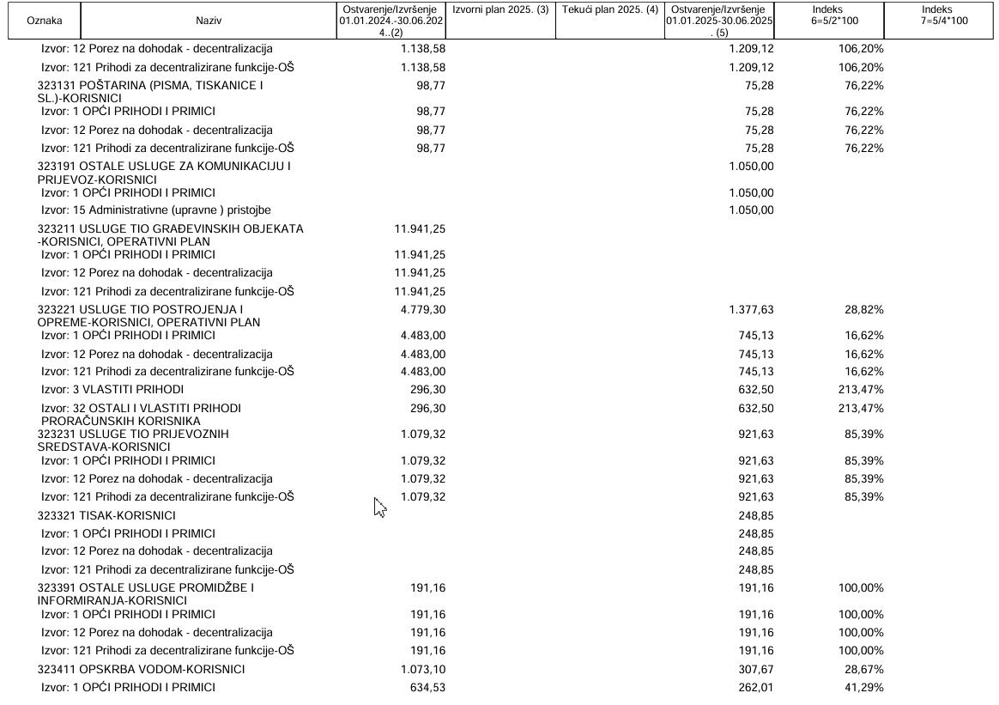 Oznaka Naziv Ostvarenje/Izvršenje 01.01.2024.-30.06.202 4..(2) Izvorni plan 2025. (3) Tekući plan 2025. (4) Ostvarenje/Izvršenje 01.01.2025-30.06.2025 . (5) Indeks 6=5/2*100 Indeks 7=5/4*100
Izvor: 12 Porez na dohodak - decentralizacija 1.138,58 1.209,12 106,20%
Izvor: 121 Prihodi za decentralizirane funkcije-OŠ 1.138,58 1.209,12 106,20%
323131 POŠTARINA (PISMA, TISKANICE I 98,77 75,28 76,22%
SL.)-KORISNICI
Izvor: 1 OPĆI PRIHODI I PRIMICI 98,77 75,28 76,22%
Izvor: 12 Porez na dohodak - decentralizacija 98,77 75,28 76,22%
Izvor: 121 Prihodi za decentralizirane funkcije-OŠ 98,77 75,28 76,22%
323191 OSTALE USLUGE ZA KOMUNIKACIJU I 1.050,00
PRIJEVOZ-KORISNICI
Izvor: 1 OPĆI PRIHODI I PRIMICI 1.050,00
Izvor: 15 Administrativne (upravne ) pristojbe 1.050,00
323211 USLUGE TIO GRAĐEVINSKIH OBJEKATA 11.941,25
-KORISNICI, OPERATIVNI PLAN
Izvor: 1 OPĆI PRIHODI I PRIMICI 11.941,25
Izvor: 12 Porez na dohodak - decentralizacija 11.941,25
Izvor: 121 Prihodi za decentralizirane funkcije-OŠ 11.941,25
323221 USLUGE TIO POSTROJENJA I 4.779,30 1.377,63 28,82%
OPREME-KORISNICI, OPERATIVNI PLAN
Izvor: 1 OPĆI PRIHODI I PRIMICI 4.483,00 745,13 16,62%
Izvor: 12 Porez na dohodak - decentralizacija 4.483,00 745,13 16,62%
Izvor: 121 Prihodi za decentralizirane funkcije-OŠ 4.483,00 745,13 16,62%
Izvor: 3 VLASTITI PRIHODI 296,30 632,50 213,47%
Izvor: 32 OSTALI I VLASTITI PRIHODI 296,30 632,50 213,47%
PRORAČUNSKIH KORISNIKA
323231 USLUGE TIO PRIJEVOZNIH 1.079,32 921,63 85,39%
SREDSTAVA-KORISNICI
Izvor: 1 OPĆI PRIHODI I PRIMICI 1.079,32 921,63 85,39%
Izvor: 12 Porez na dohodak - decentralizacija 1.079,32 921,63 85,39%
Izvor: 121 Prihodi za decentralizirane funkcije-OŠ 1.079,32 921,63 85,39%
323321 TISAK-KORISNICI 248,85
Izvor: 1 OPĆI PRIHODI I PRIMICI 248,85
Izvor: 12 Porez na dohodak - decentralizacija 248,85
Izvor: 121 Prihodi za decentralizirane funkcije-OŠ 248,85
323391 OSTALE USLUGE PROMIDŽBE I 191,16 191,16 100,00%
INFORMIRANJA-KORISNICI
Izvor: 1 OPĆI PRIHODI I PRIMICI 191,16 191,16 100,00%
Izvor: 12 Porez na dohodak - decentralizacija 191,16 191,16 100,00%
Izvor: 121 Prihodi za decentralizirane funkcije-OŠ 191,16 191,16 100,00%
323411 OPSKRBA VODOM-KORISNICI 1.073,10 307,67 28,67%
Izvor: 1 OPĆI PRIHODI I PRIMICI 634,53 262,01 41,29%